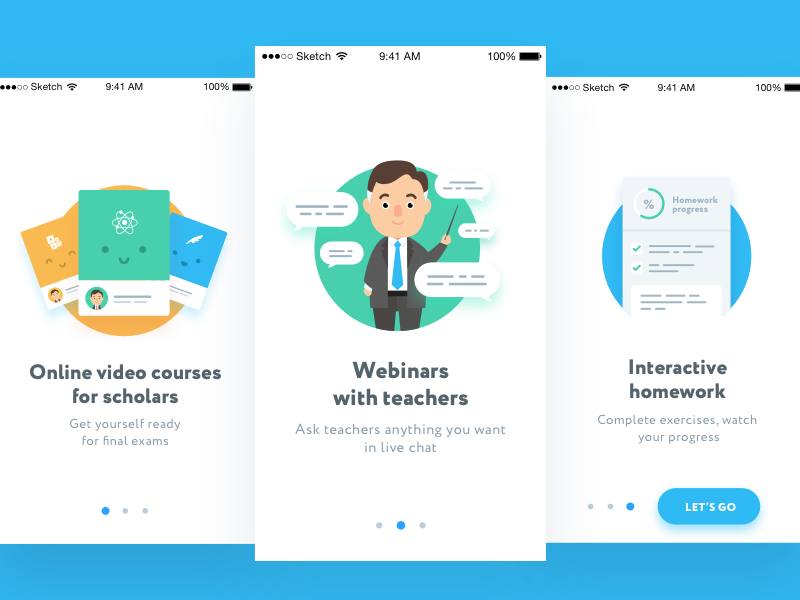 Sketch 9:41 AM 100%
Online video courses
for scholars
Get yourself ready
for final exams
Sketch 9:41 AM 100%
Webinars
with teachers
Ask teachers anything you want
in live chat
Sketch 9:41 AM 100%
%
Homework
progress
Interactive
homework
Complete exercises, watch
your progress
LET'S GO